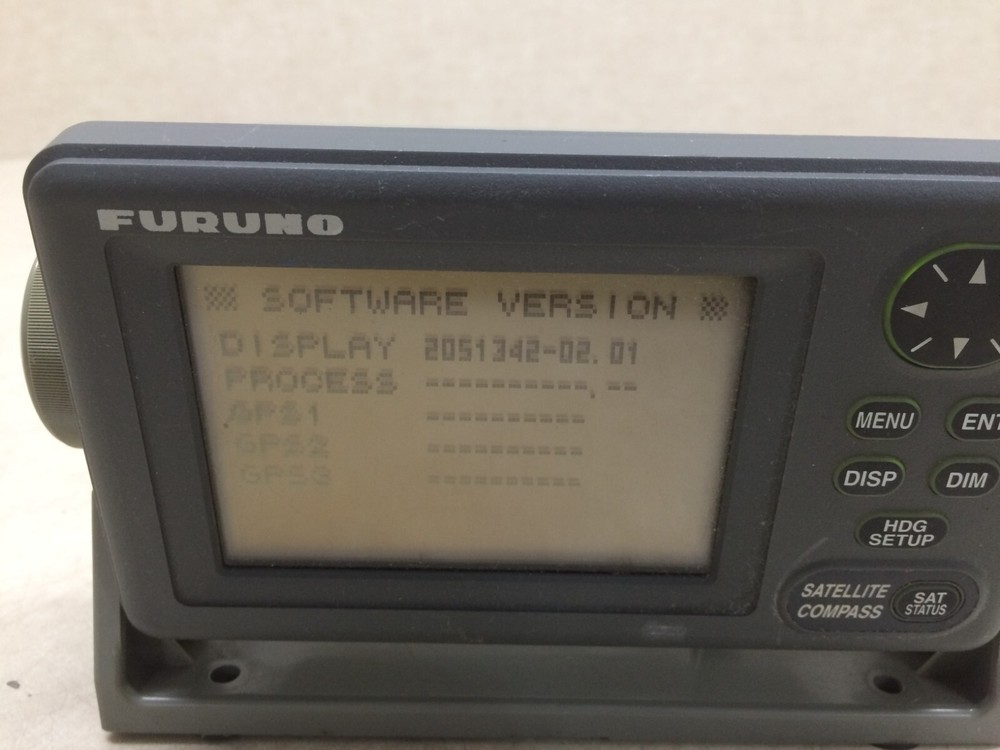 FURUNO
SOFTWARE VERSION
DISPLAY 2051342-02.01
PROCESS ----------.--
GPS1 ----------
GPS2 ----------
GPS3 ----------
MENU
ENT
DISP
DIM
HDG
SETUP
SATELLITE
COMPASS
SAT
STATUS